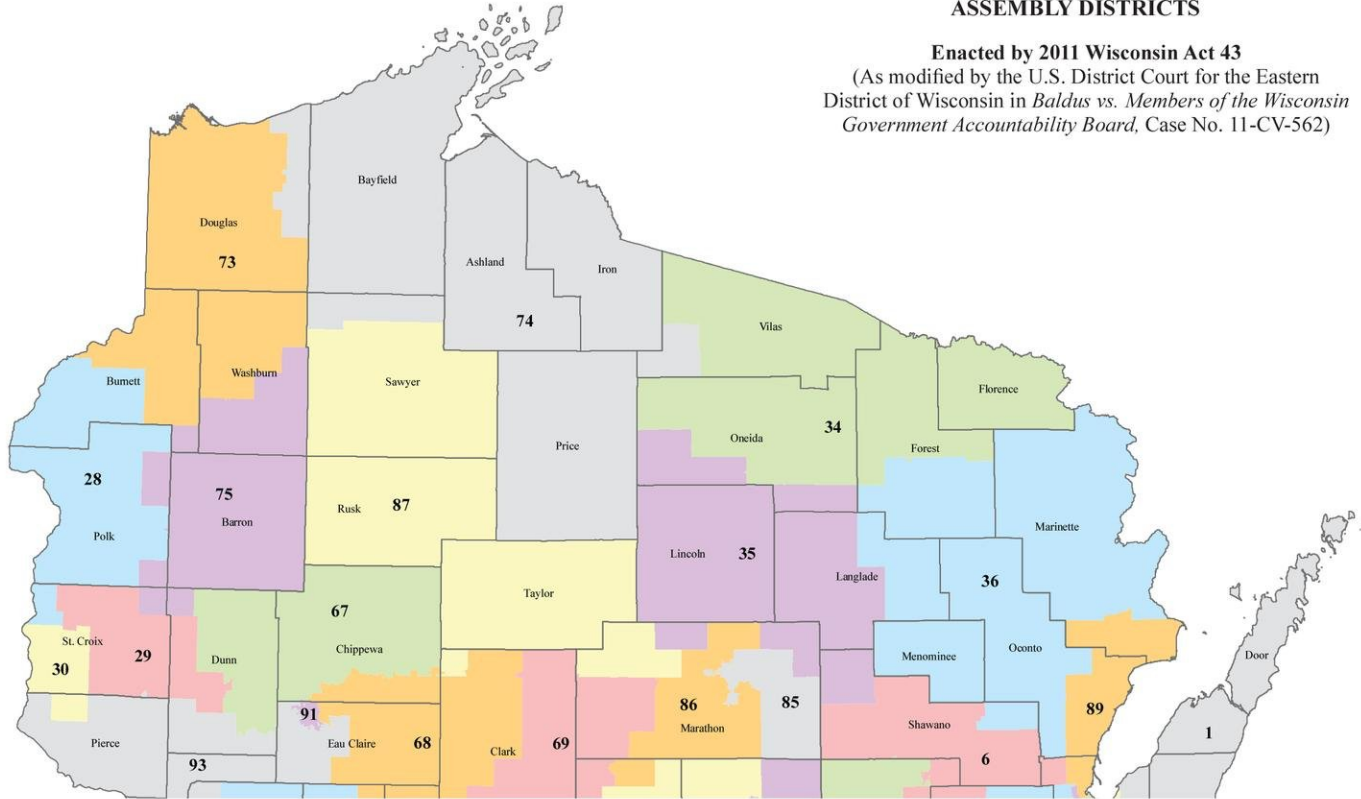 ASSEMBLY DISTRICTS
Enacted by 2011 Wisconsin Act 43
(As modified by the U.S. District Court for the Eastern
District of Wisconsin in Baldus vs. Members of the Wisconsin
Government Accountability Board, Case No. 11-CV-562)
Bayfield
Douglas
73
Ashland
Iron
74
Vilas
Burnett
Washburn
Sawyer
Florence
34
Oneida
Forest
Price
28
75
87
Rusk
Barron
Polk
Marinette
Lincoln
35
Langlade
36
Taylor
67
St. Croix
29
30
Dunn
Chippewa
Menominee
Oconto
Door
86
85
89
91
Marathon
Shawano
1
Pierce
Eau Claire
68
Clark
69
93
6